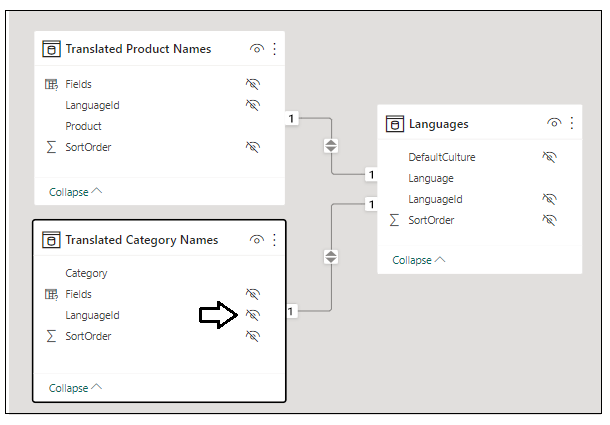 Translated Product Names
Fields
LanguageId
Product
SortOrder
Collapse
1
1
Languages
DefaultCulture
Language
LanguageId
SortOrder
Collapse
1
Translated Category Names
Category
Fields
LanguageId
SortOrder
Collapse
1